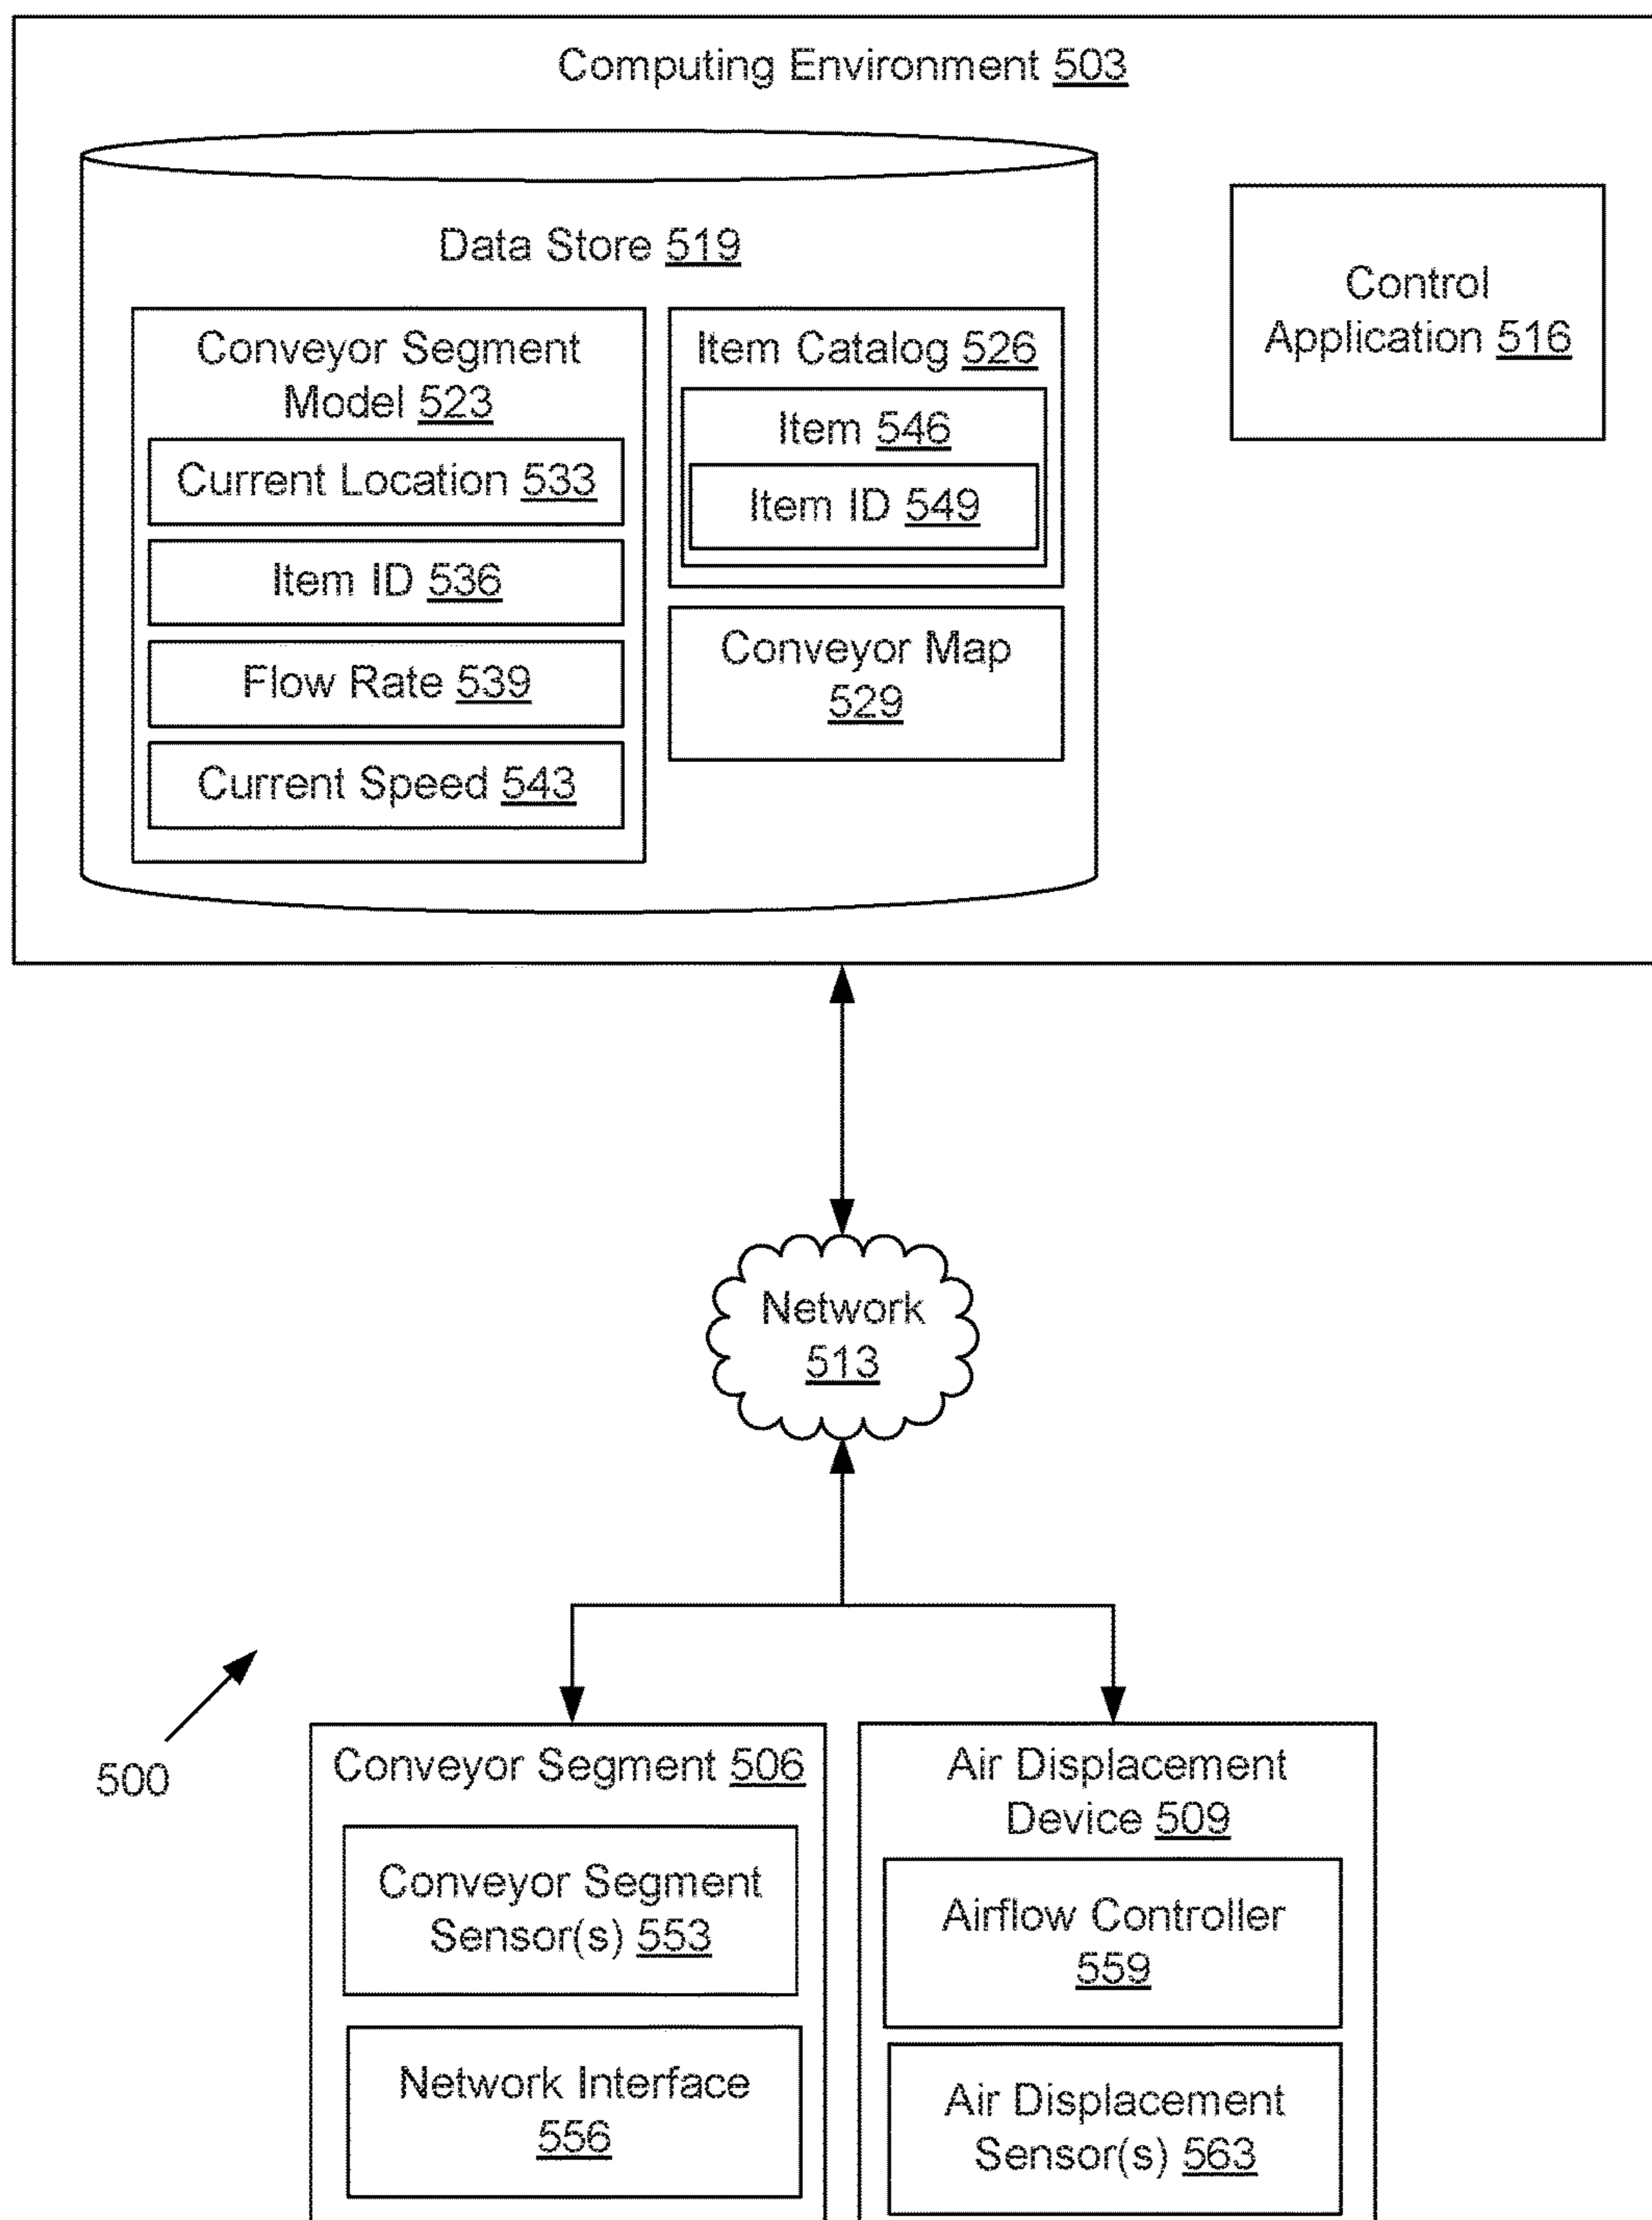 Computing Environment 503
Data Store 519
Conveyor Segment
Model 523
Current Location 533
Item ID 536
Flow Rate 539
Current Speed 543
Item Catalog 526
Item 546
Item ID 549
Conveyor Map
529
Control
Application 516
Network
513
500
Conveyor Segment 506
Conveyor Segment
Sensor(s) 553
Network Interface
556
Air Displacement
Device 509
Airflow Controller
559
Air Displacement
Sensor(s) 563